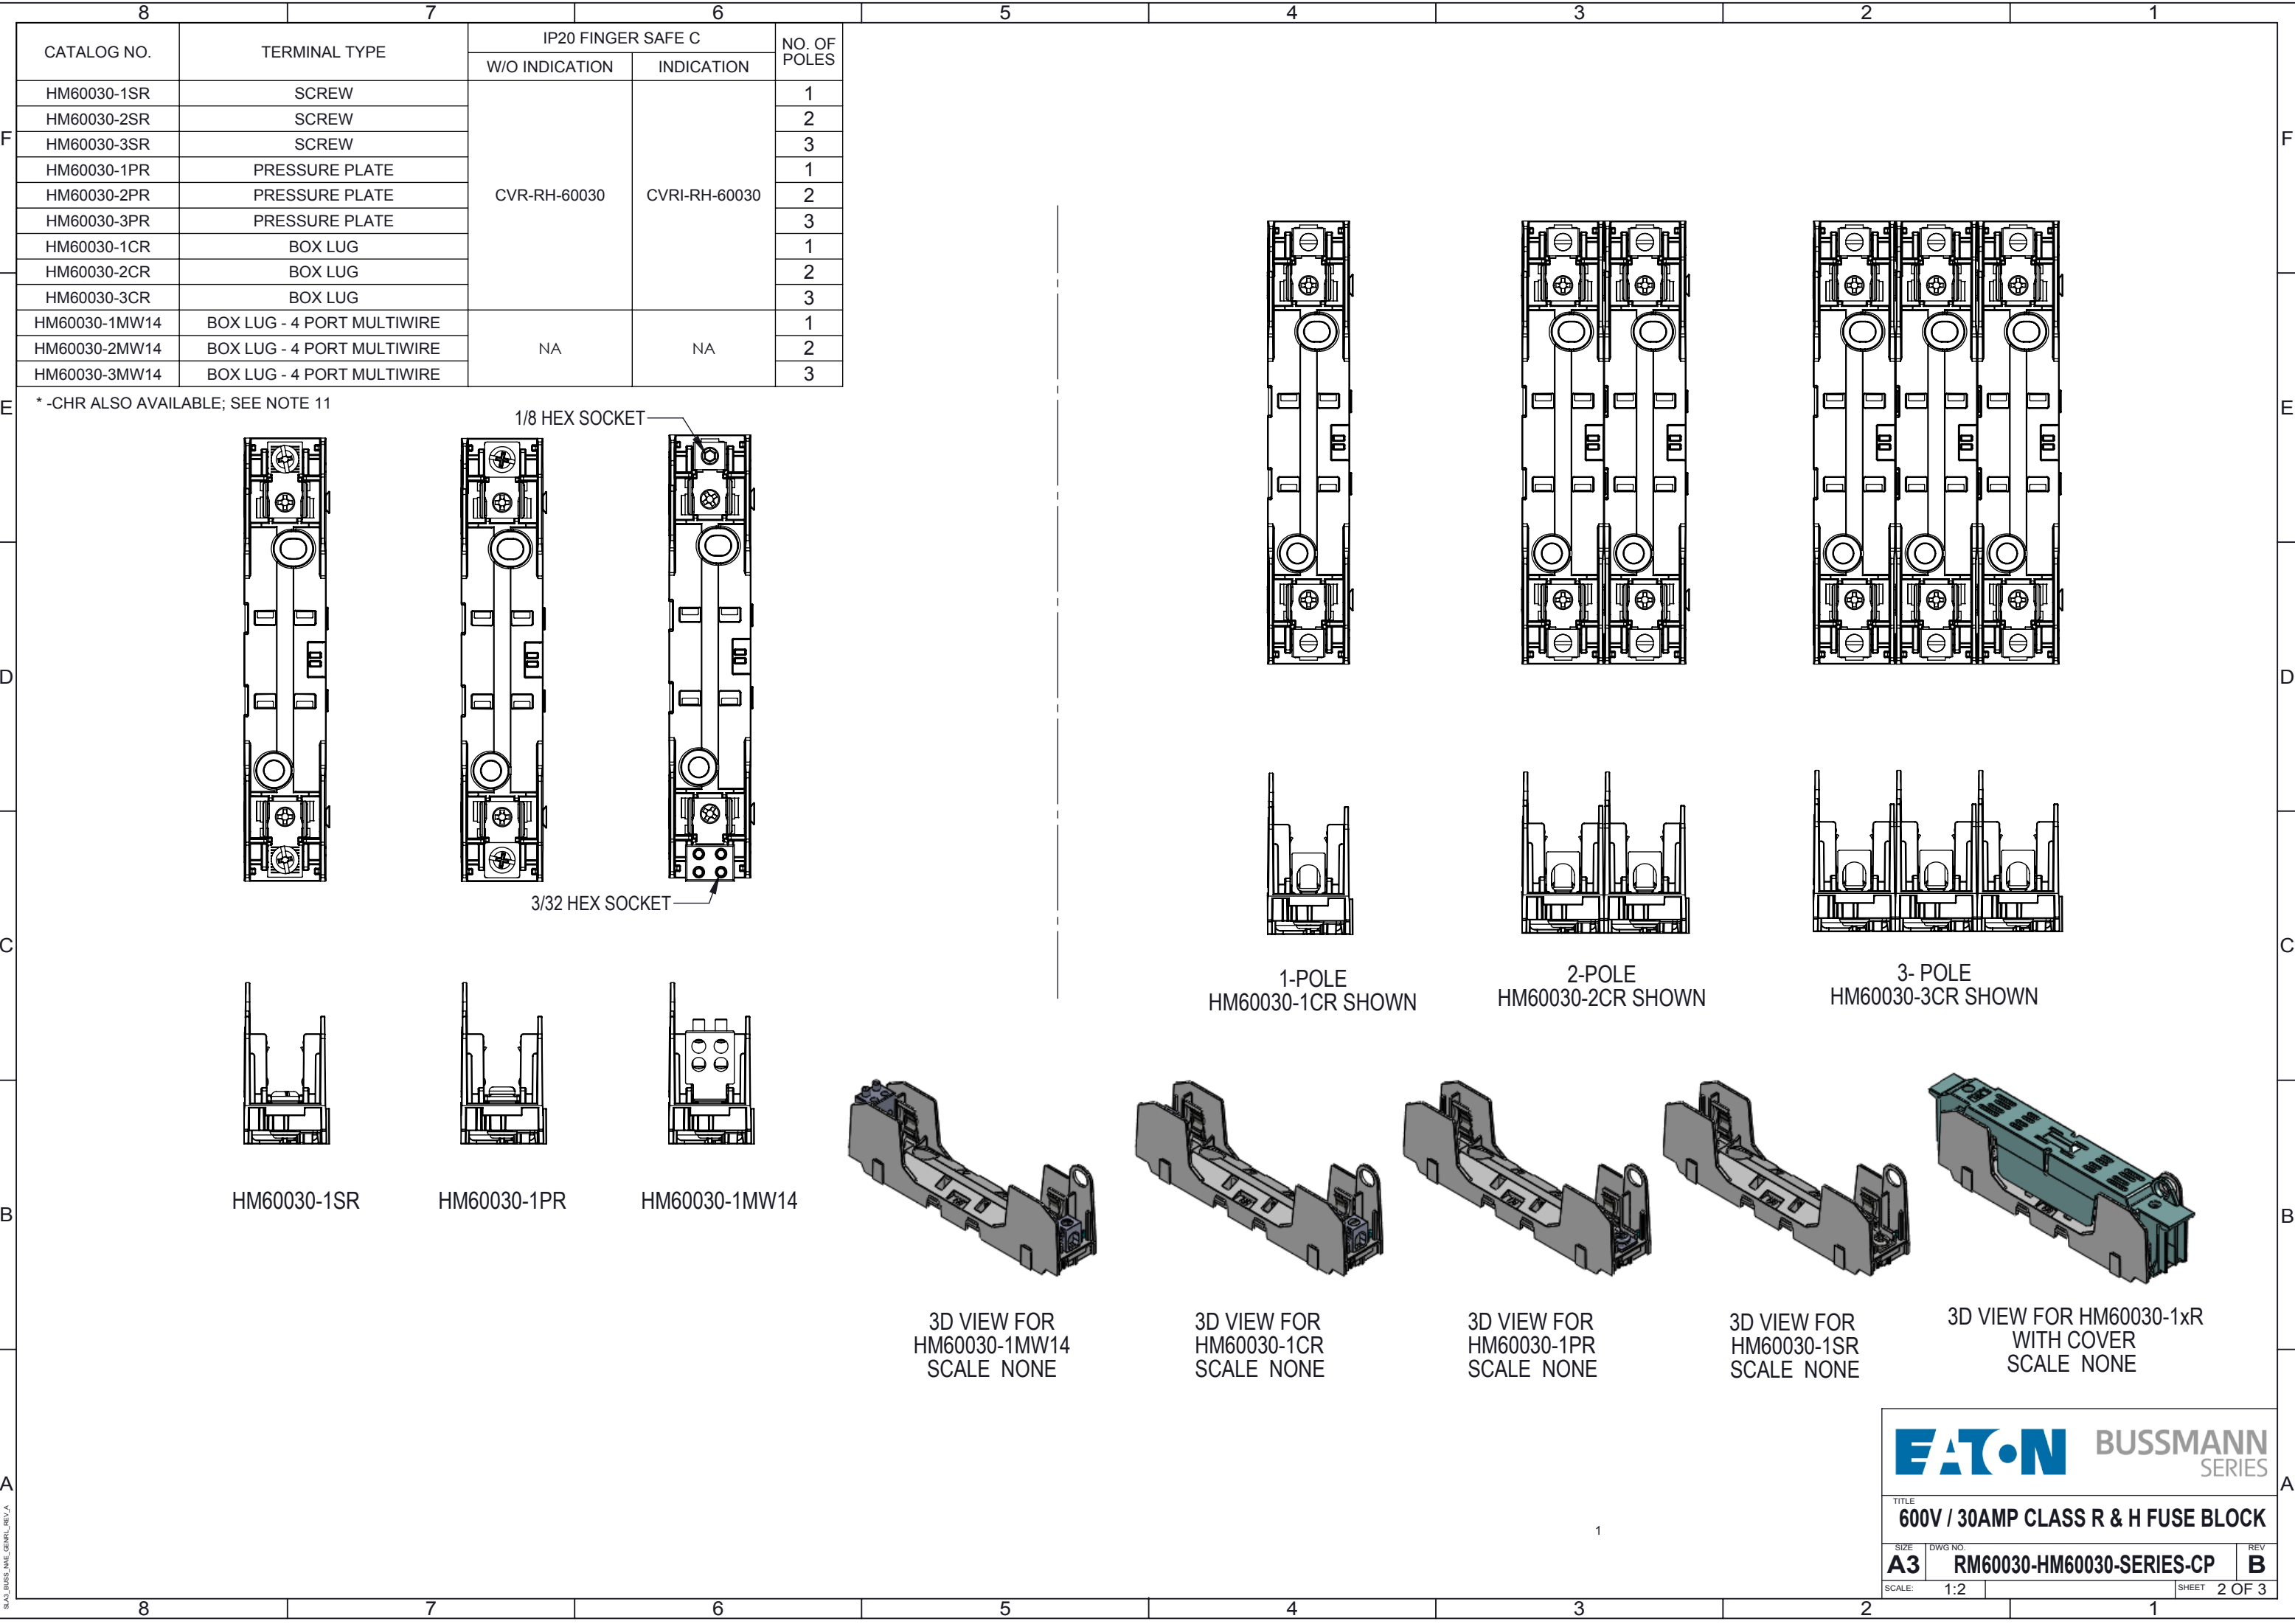 8 7 6 5 4 3 2 1
CATALOG NO. TERMINAL TYPE IP20 FINGER SAFE C NO. OF POLES
W/O INDICATION INDICATION
HM60030-1SR SCREW 1
HM60030-2SR SCREW 2
HM60030-3SR SCREW 3
HM60030-1PR PRESSURE PLATE 1
HM60030-2PR PRESSURE PLATE CVR-RH-60030 CVRI-RH-60030 2
HM60030-3PR PRESSURE PLATE 3
HM60030-1CR BOX LUG 1
HM60030-2CR BOX LUG 2
HM60030-3CR BOX LUG 3
HM60030-1MW14 BOX LUG - 4 PORT MULTIWIRE 1
HM60030-2MW14 BOX LUG - 4 PORT MULTIWIRE NA NA 2
HM60030-3MW14 BOX LUG - 4 PORT MULTIWIRE 3
* -CHR ALSO AVAILABLE; SEE NOTE 11
F F
E E
D D
C C
B B
A A
1/8 HEX SOCKET
3/32 HEX SOCKET
1-POLE
HM60030-1CR SHOWN
2-POLE
HM60030-2CR SHOWN
3- POLE
HM60030-3CR SHOWN
HM60030-1SR
HM60030-1PR
HM60030-1MW14
3D VIEW FOR
HM60030-1MW14
SCALE NONE
3D VIEW FOR
HM60030-1CR
SCALE NONE
3D VIEW FOR
HM60030-1PR
SCALE NONE
3D VIEW FOR
HM60030-1SR
SCALE NONE
3D VIEW FOR HM60030-1xR
WITH COVER
SCALE NONE
EATON BUSSMANN
SERIES
TITLE
600V / 30AMP CLASS R & H FUSE BLOCK
SIZE DWG NO. REV
A3 RM60030-HM60030-SERIES-CP B
SCALE: 1:2 SHEET 2 OF 3
1
SLA3_BUSS_NAE_GENRL_REV_A
8 7 6 5 4 3 2 1